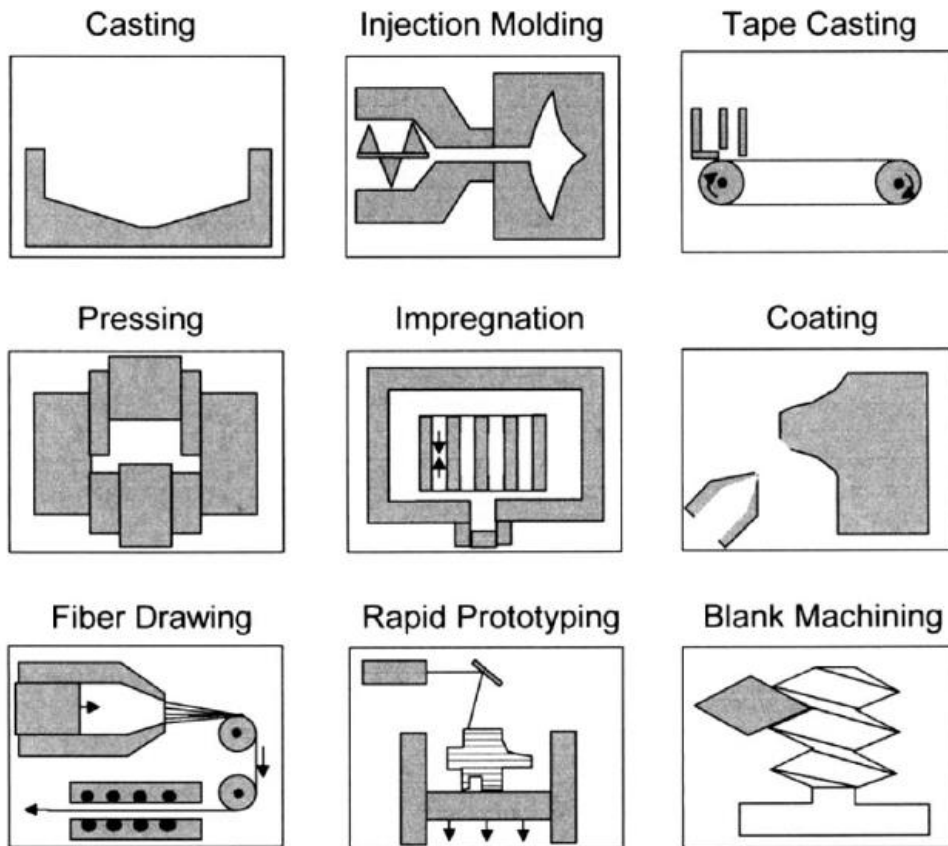 Casting
Injection Molding
Tape Casting
Pressing
Impregnation
Coating
Fiber Drawing
Rapid Prototyping
Blank Machining